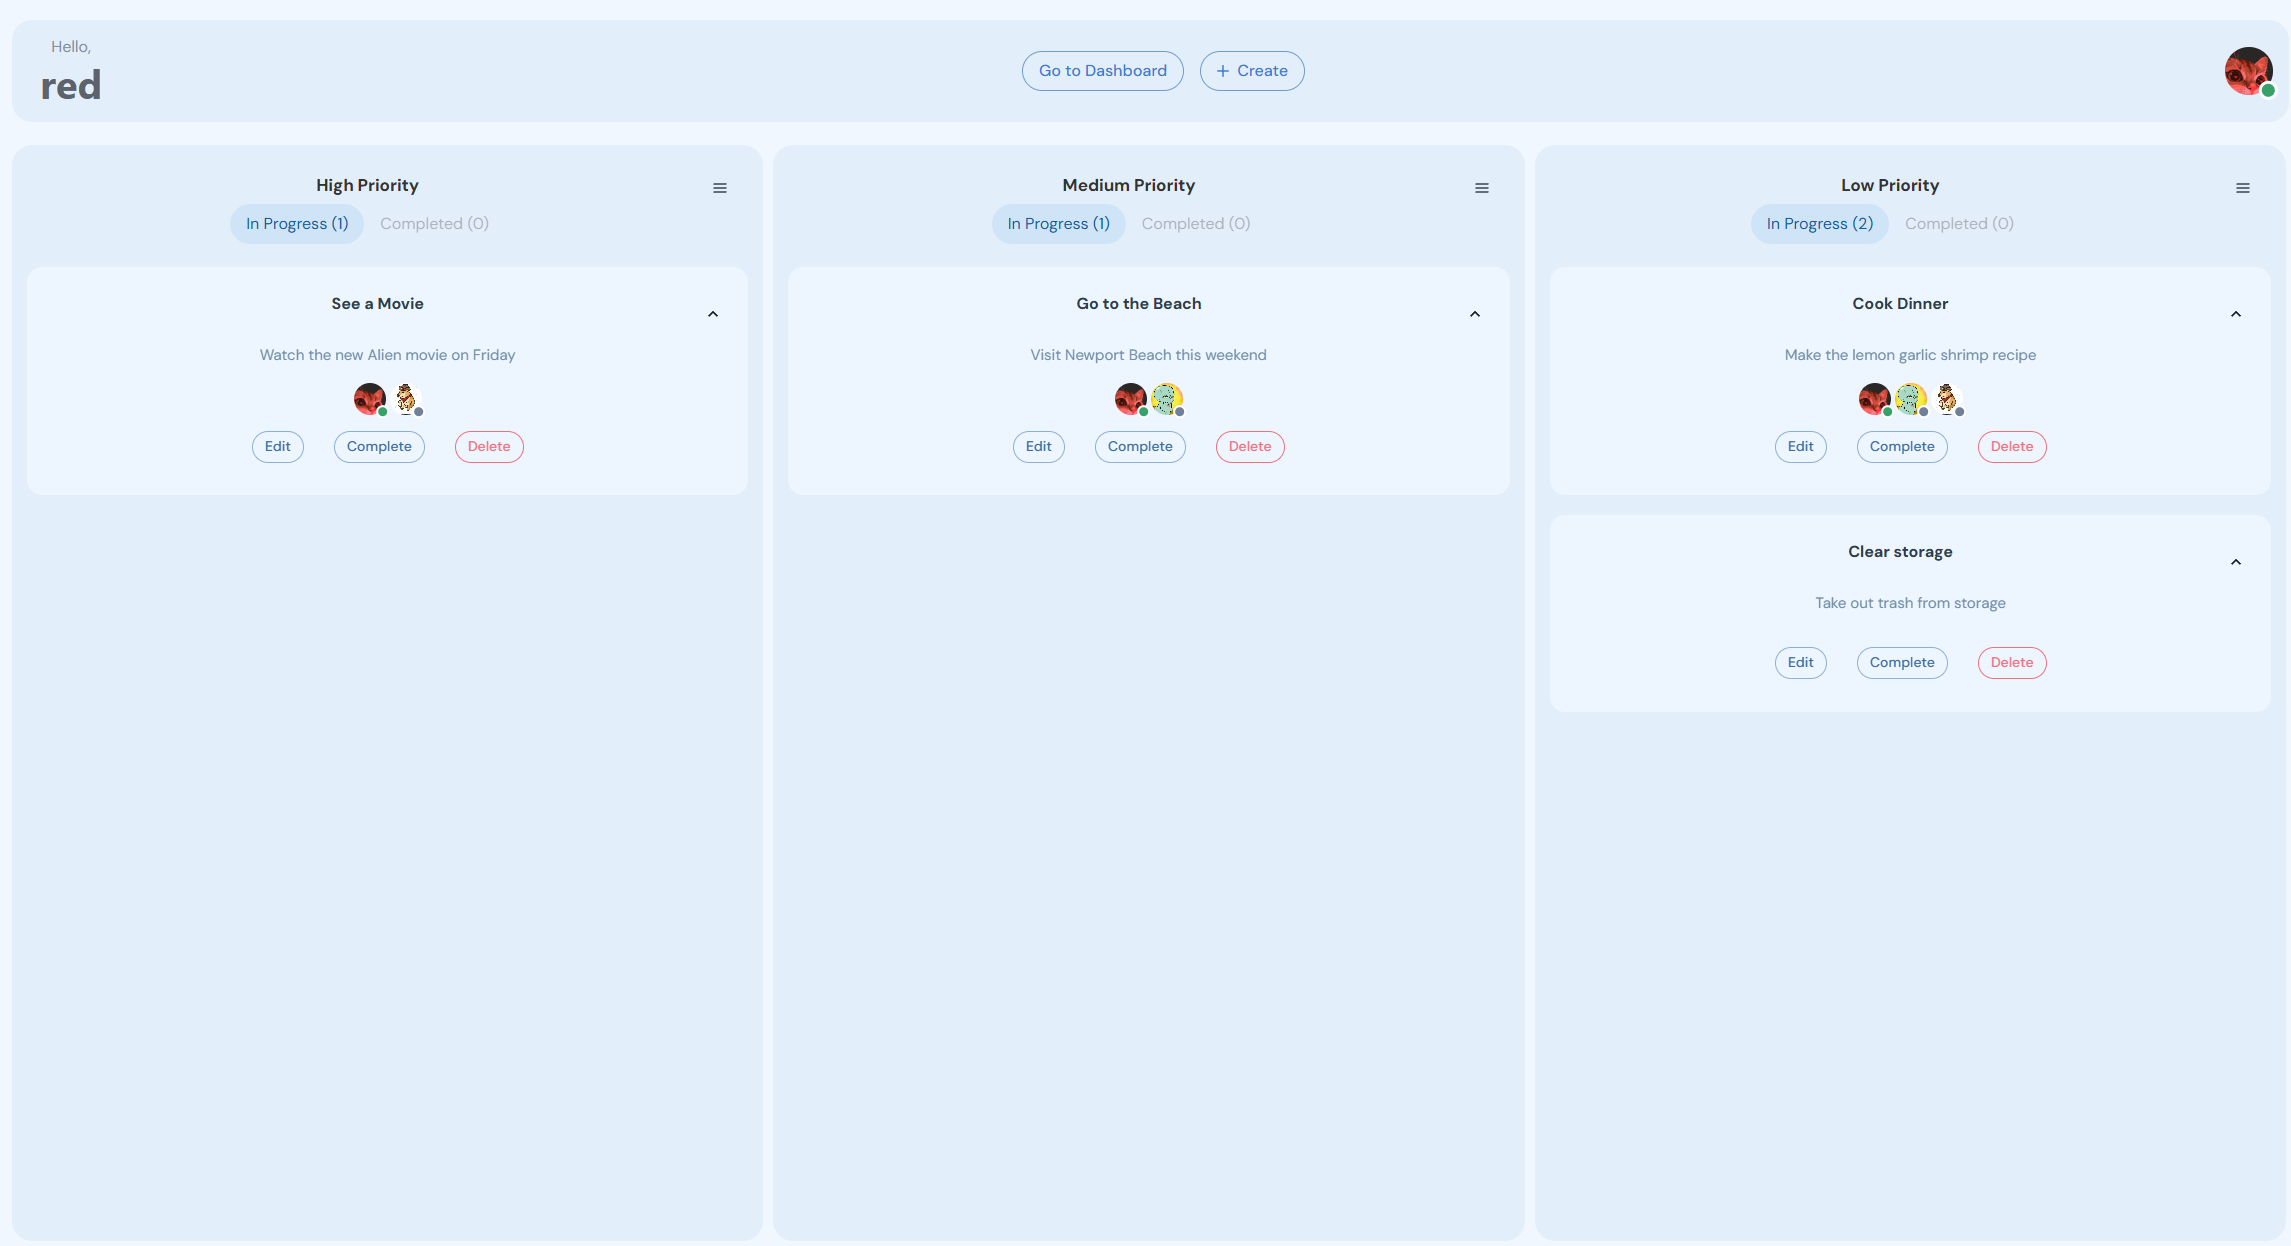 Hello,
red
Go to Dashboard
+ Create
High Priority
In Progress (1) Completed (0)
See a Movie
Watch the new Alien movie on Friday
Edit Complete Delete
Medium Priority
In Progress (1) Completed (0)
Go to the Beach
Visit Newport Beach this weekend
Edit Complete Delete
Low Priority
In Progress (2) Completed (0)
Cook Dinner
Make the lemon garlic shrimp recipe
Edit Complete Delete
Clear storage
Take out trash from storage
Edit Complete Delete